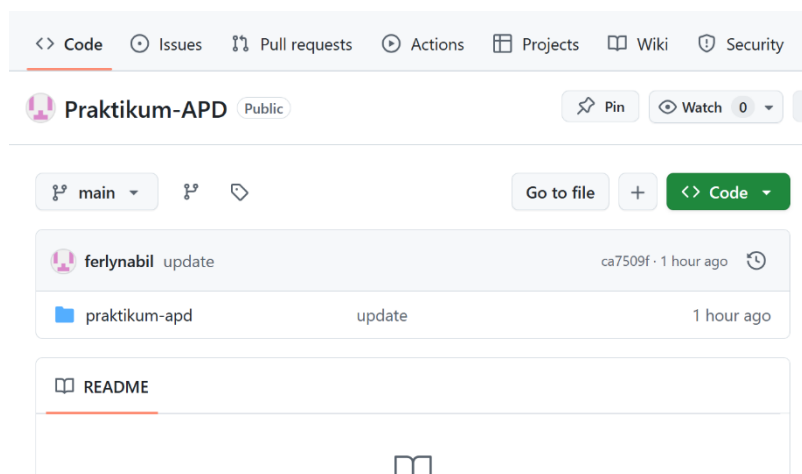 Code Issues Pull requests Actions Projects Wiki Security
Praktikum-APD Public Pin Watch 0
main Go to file + Code
ferlynabil update ca7509f · 1 hour ago
praktikum-apd update 1 hour ago
README